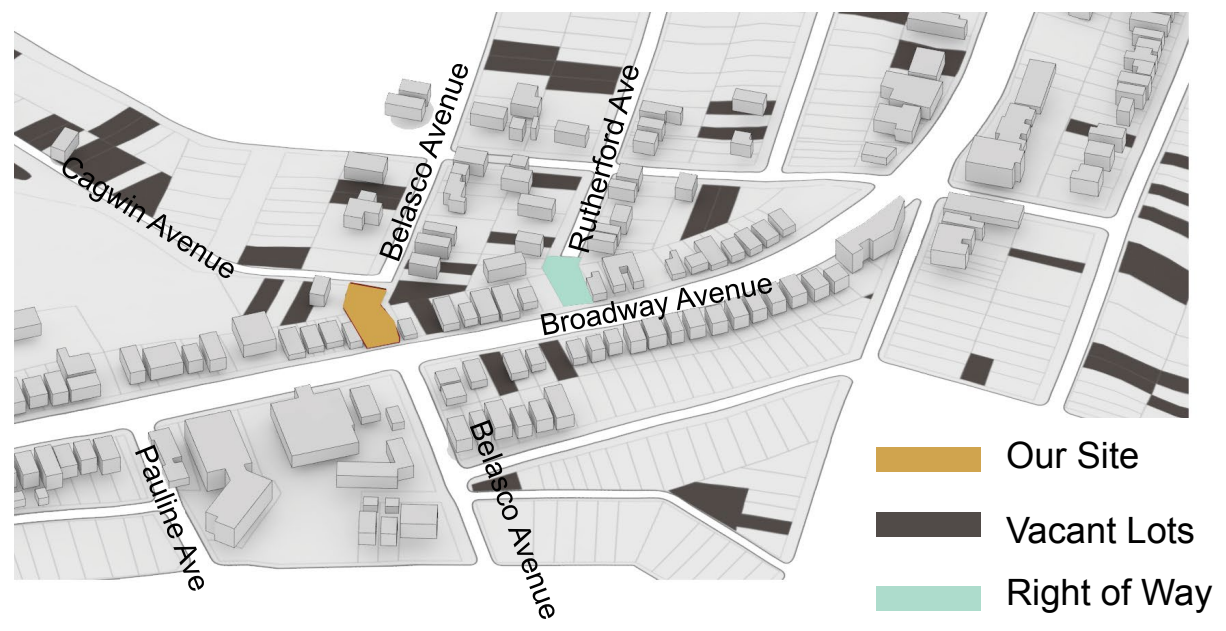 Belasco Avenue
Rutherford Ave
Cagwin Avenue
Broadway Avenue
Pauline Ave
Belasco Avenue
Our Site
Vacant Lots
Right of Way